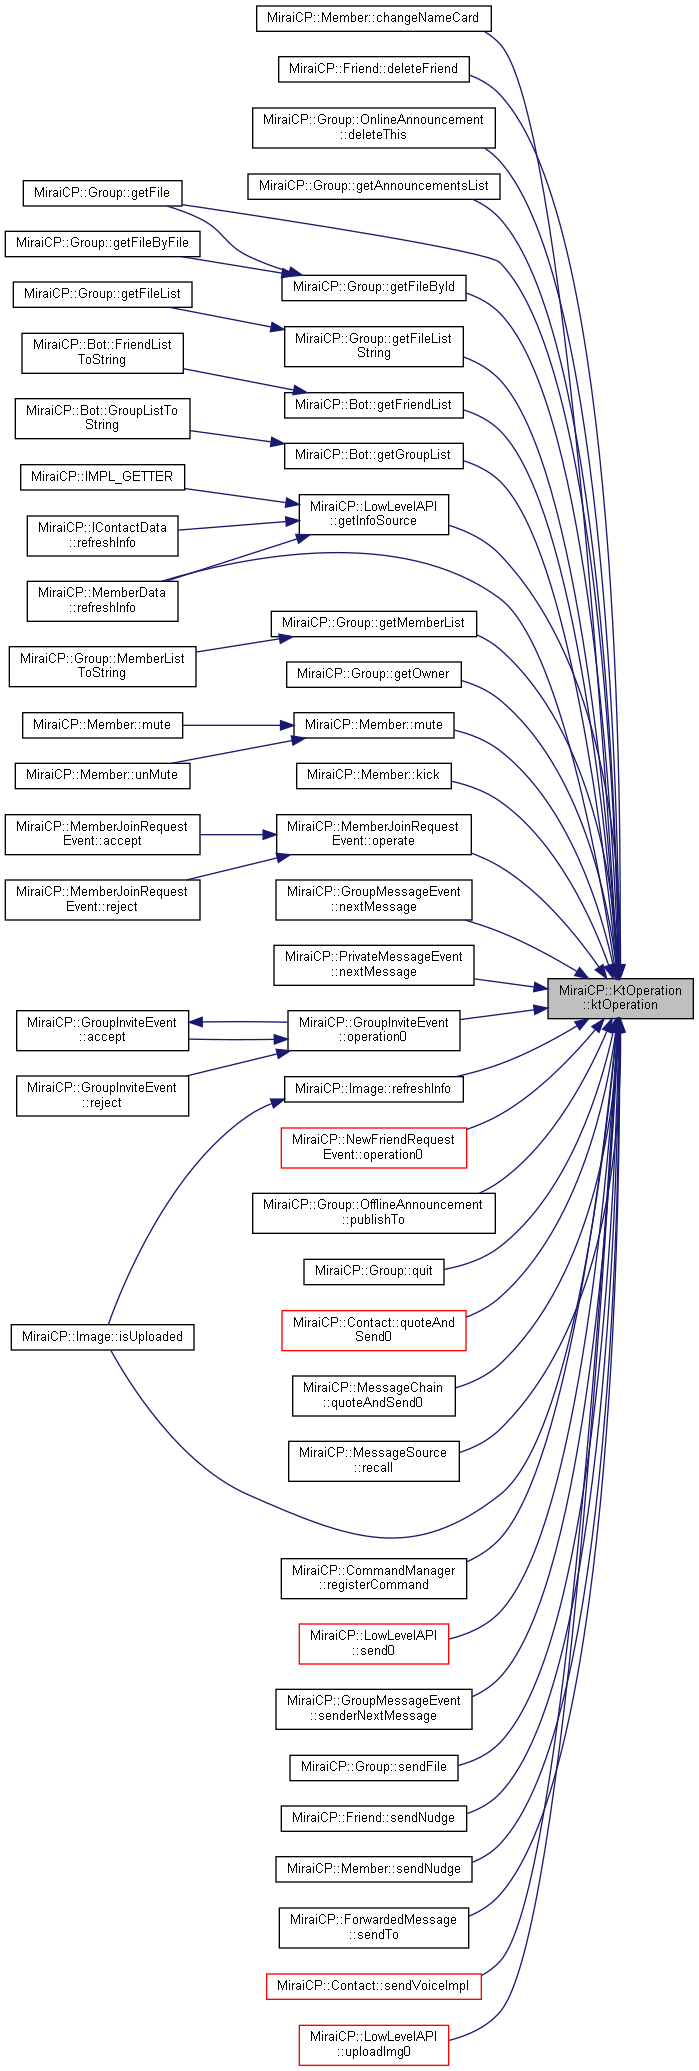 MiraiCP::Member::changeNameCard
MiraiCP::Friend::deleteFriend
MiraiCP::Group::OnlineAnnouncement
::deleteThis
MiraiCP::Group::getAnnouncementsList
MiraiCP::Group::getFile
MiraiCP::Group::getFileByFile
MiraiCP::Group::getFileById
MiraiCP::Group::getFileList
MiraiCP::Group::getFileList
String
MiraiCP::Bot::FriendList
ToString
MiraiCP::Bot::getFriendList
MiraiCP::Bot::GroupListTo
String
MiraiCP::Bot::getGroupList
MiraiCP::IMPL_GETTER
MiraiCP::LowLevelAPI
::getInfoSource
MiraiCP::IContactData
::refreshInfo
MiraiCP::MemberData
::refreshInfo
MiraiCP::Group::getMemberList
MiraiCP::Group::MemberList
ToString
MiraiCP::Group::getOwner
MiraiCP::Member::mute
MiraiCP::Member::mute
MiraiCP::Member::unMute
MiraiCP::Member::kick
MiraiCP::MemberJoinRequest
Event::accept
MiraiCP::MemberJoinRequest
Event::operate
MiraiCP::MemberJoinRequest
Event::reject
MiraiCP::GroupMessageEvent
::nextMessage
MiraiCP::PrivateMessageEvent
::nextMessage
MiraiCP::KtOperation
::ktOperation
MiraiCP::GroupInviteEvent
::accept
MiraiCP::GroupInviteEvent
::operation0
MiraiCP::GroupInviteEvent
::reject
MiraiCP::Image::refreshInfo
MiraiCP::NewFriendRequest
Event::operation0
MiraiCP::Group::OfflineAnnouncement
::publishTo
MiraiCP::Group::quit
MiraiCP::Image::isUploaded
MiraiCP::Contact::quoteAnd
Send0
MiraiCP::MessageChain
::quoteAndSend0
MiraiCP::MessageSource
::recall
MiraiCP::CommandManager
::registerCommand
MiraiCP::LowLevelAPI
::send0
MiraiCP::GroupMessageEvent
::senderNextMessage
MiraiCP::Group::sendFile
MiraiCP::Friend::sendNudge
MiraiCP::Member::sendNudge
MiraiCP::ForwardedMessage
::sendTo
MiraiCP::Contact::sendVoiceImpl
MiraiCP::LowLevelAPI
::uploadImg0